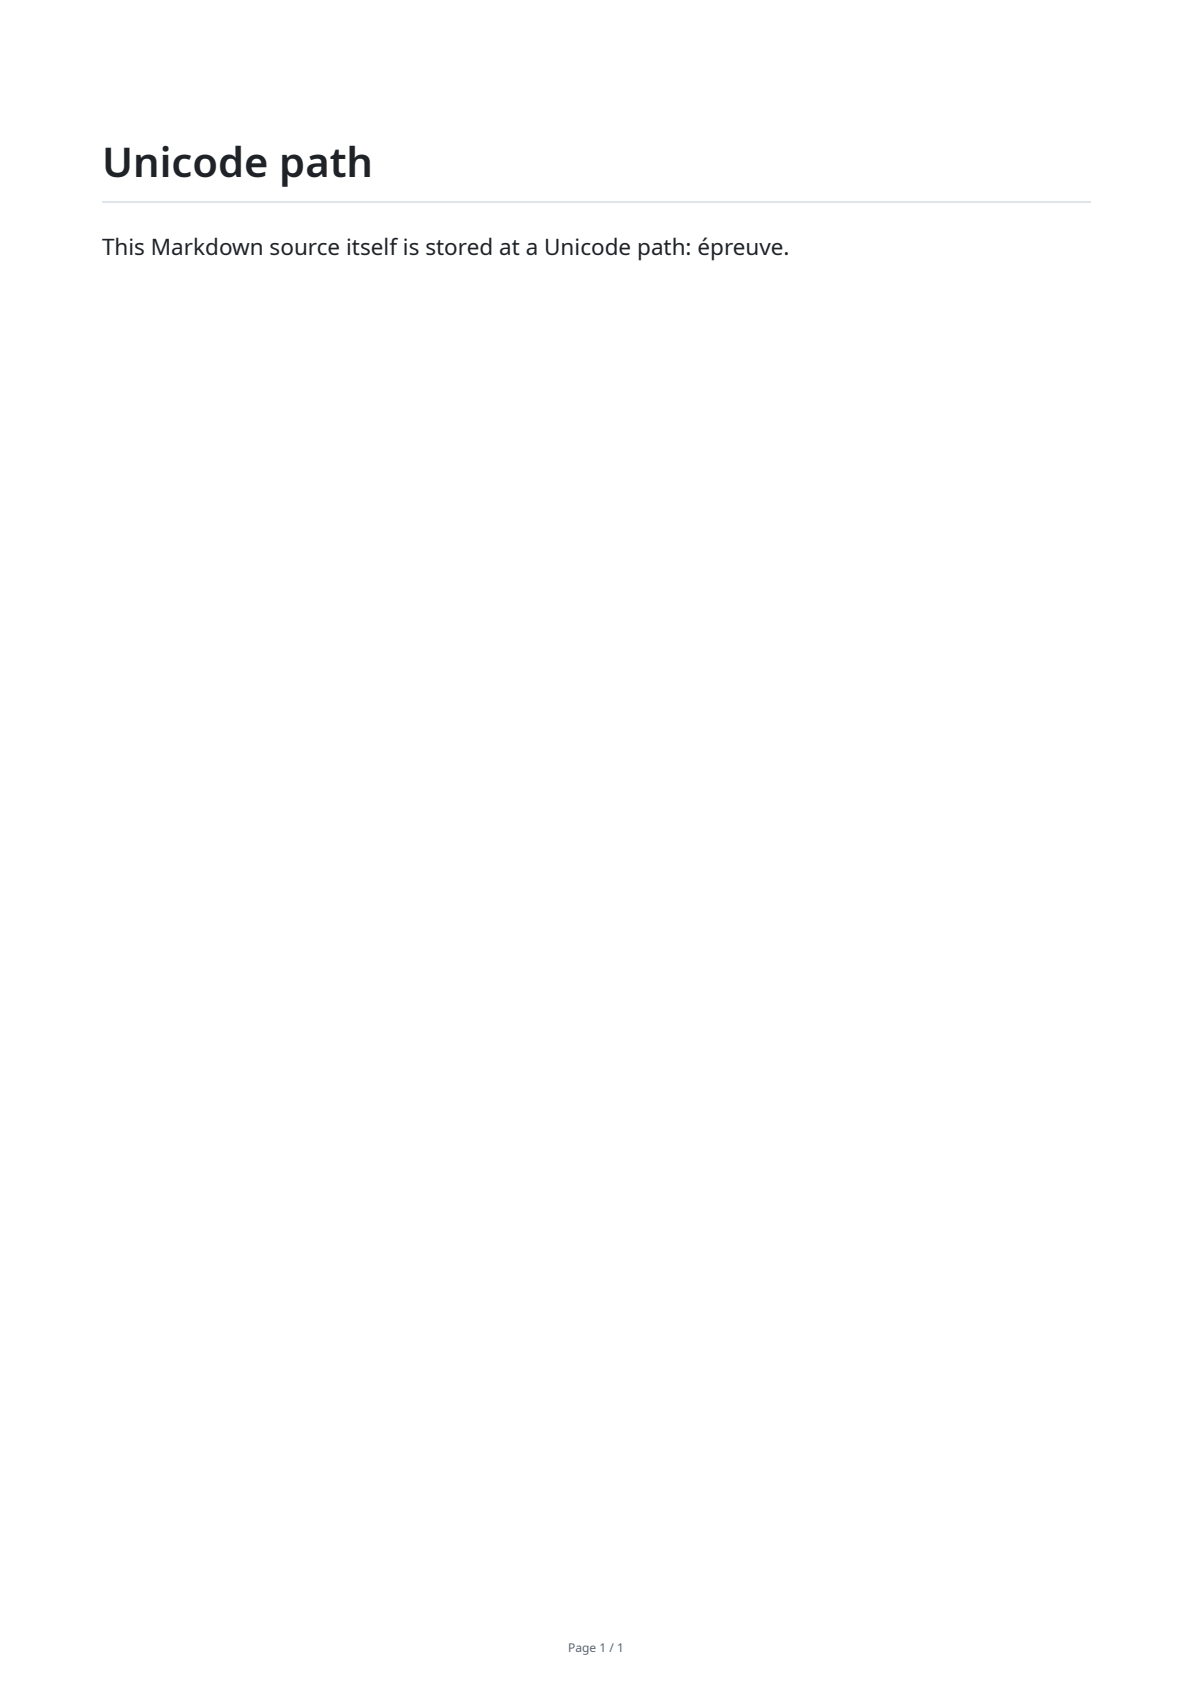 Unicode path
This Markdown source itself is stored at a Unicode path: épreuve.
Page 1 / 1